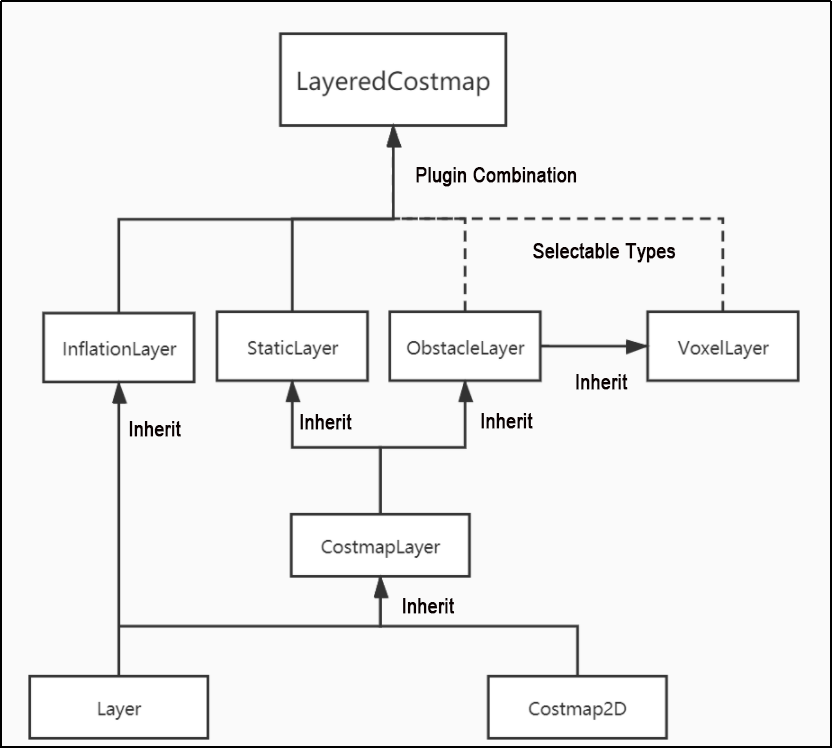 LayeredCostmap
Plugin Combination
Selectable Types
InflationLayer
StaticLayer
ObstacleLayer
VoxelLayer
Inherit
Inherit
Inherit
Inherit
CostmapLayer
Inherit
Layer
Costmap2D